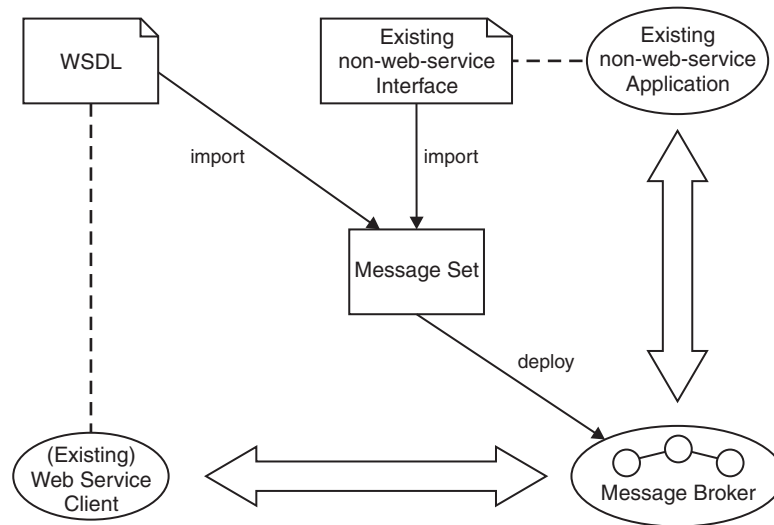 WSDL
Existing
non-web-service
Interface
Existing
non-web-service
Application
import
import
Message Set
deploy
(Existing)
Web Service
Client
Message Broker